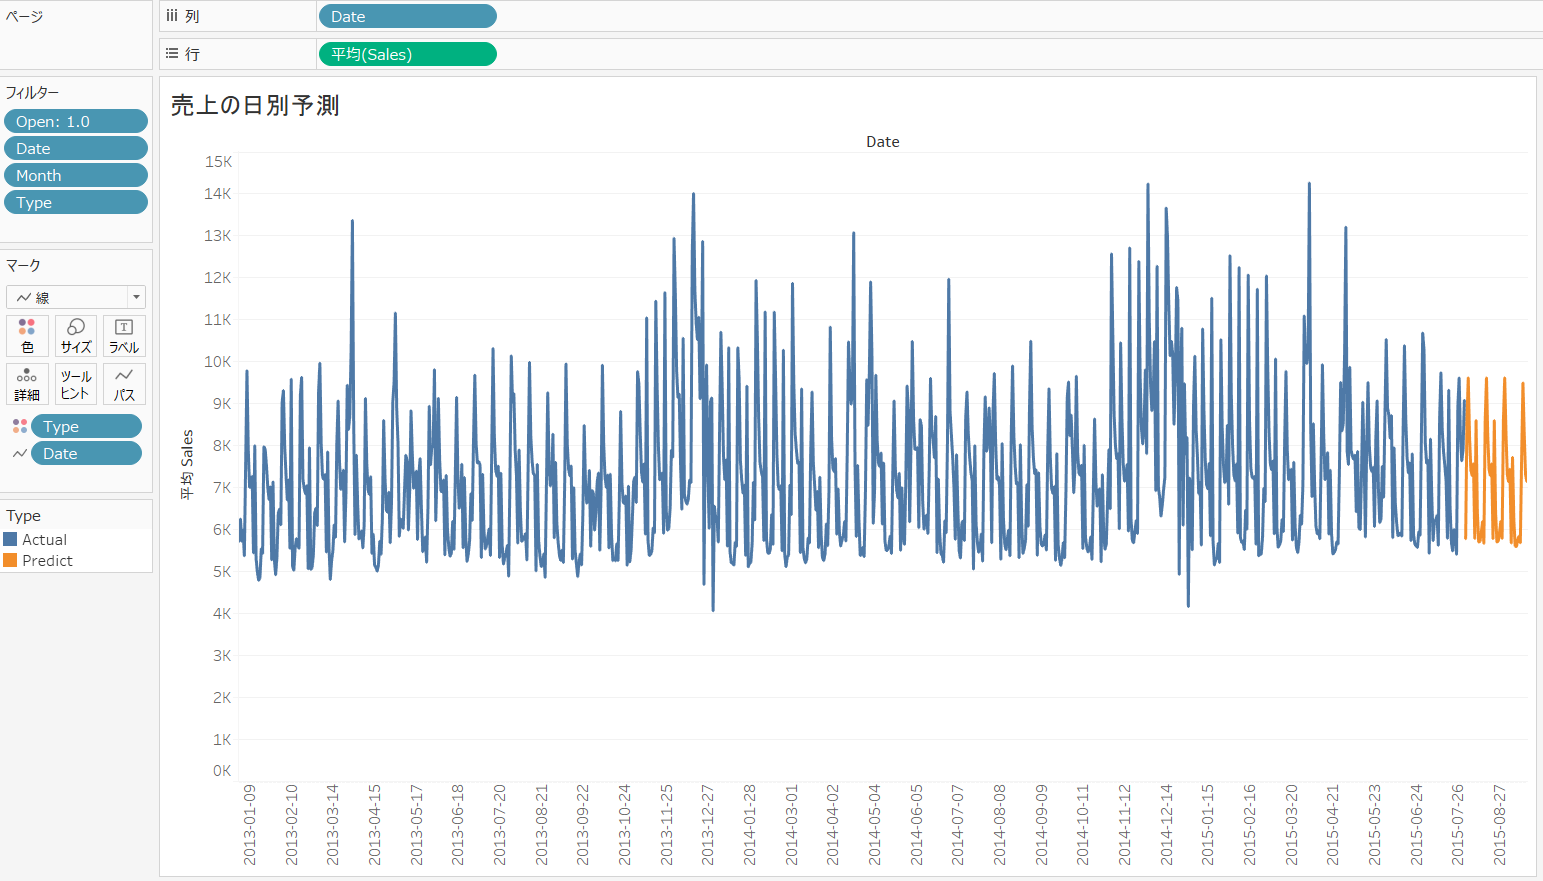 ページ
列
Date
行
平均(Sales)
フィルター
Open: 1.0
Date
Month
Type
マーク
線
色
サイズ
T
ラベル
詳細
ツール
ヒント
パス
Type
Date
Type
Actual
Predict
売上の日別予測
Date
平均 Sales
15K
14K
13K
12K
11K
10K
9K
8K
7K
6K
5K
4K
3K
2K
1K
0K
2013-01-09
2013-02-10
2013-03-14
2013-04-15
2013-05-17
2013-06-18
2013-07-20
2013-08-21
2013-09-22
2013-10-24
2013-11-25
2013-12-27
2014-01-28
2014-03-01
2014-04-02
2014-05-04
2014-06-05
2014-07-07
2014-08-08
2014-09-09
2014-10-11
2014-11-12
2014-12-14
2015-01-15
2015-02-16
2015-03-20
2015-04-21
2015-05-23
2015-06-24
2015-07-26
2015-08-27